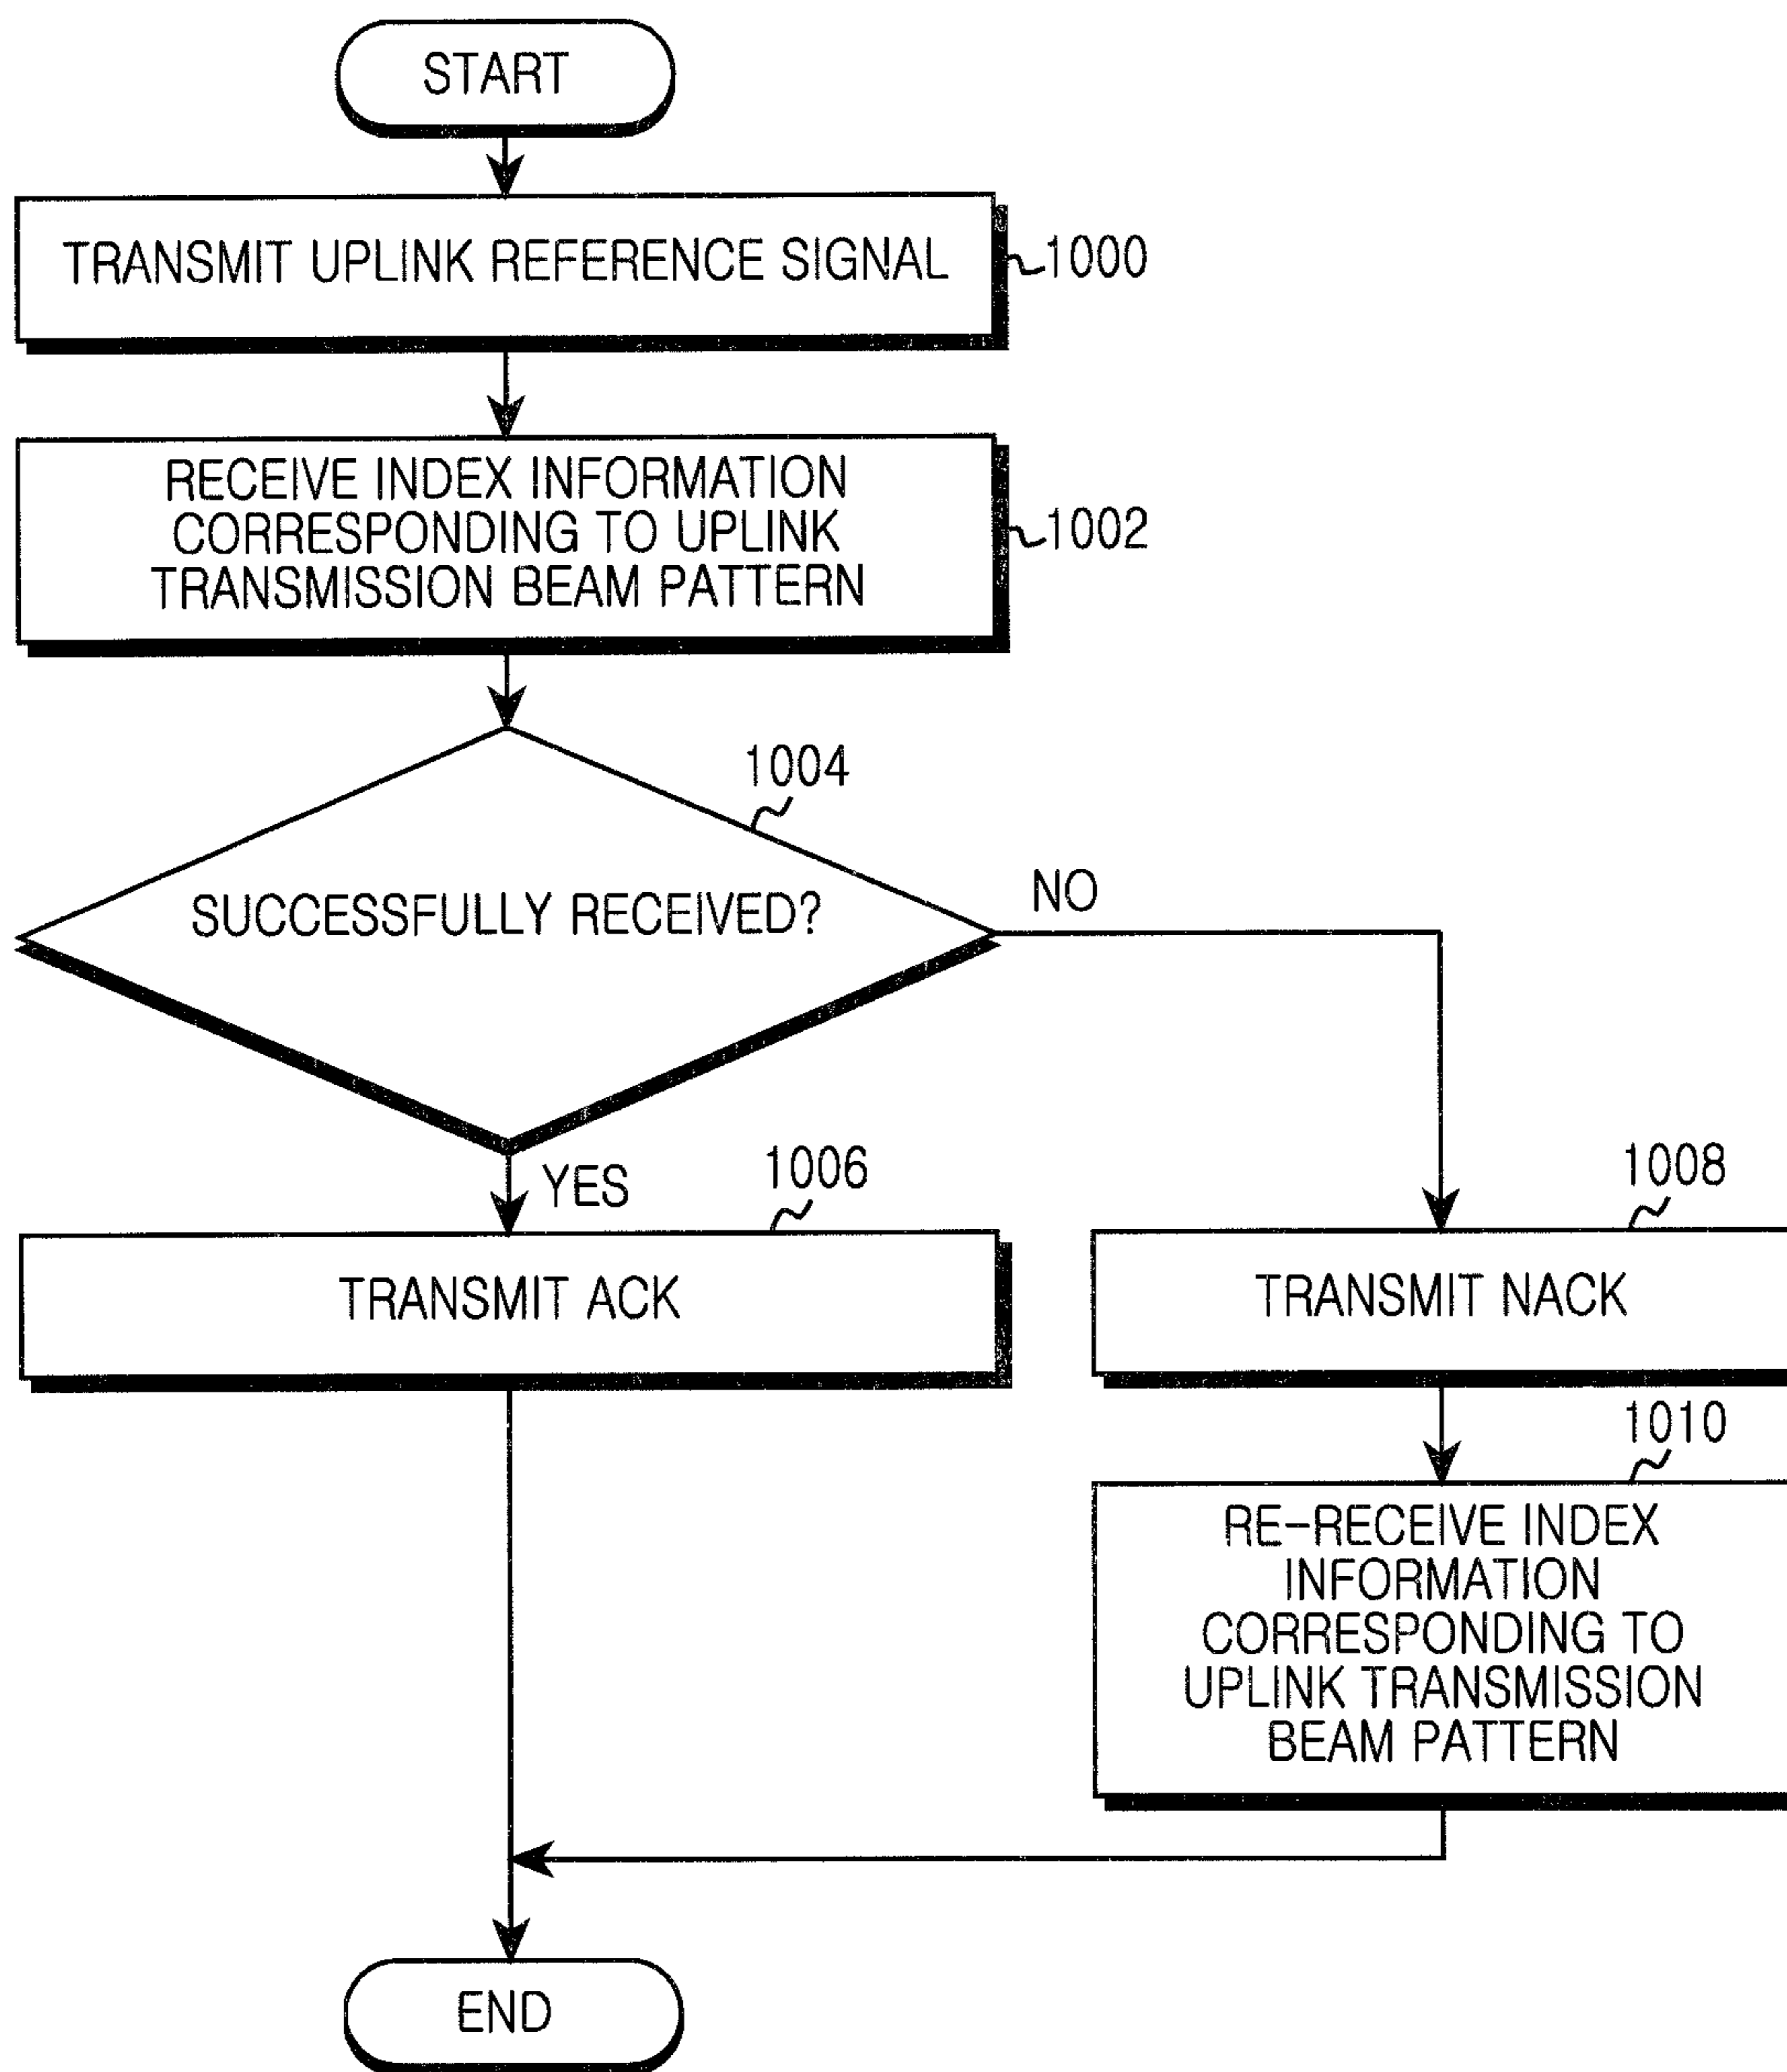 START
TRANSMIT UPLINK REFERENCE SIGNAL
1000
RECEIVE INDEX INFORMATION
CORRESPONDING TO UPLINK
TRANSMISSION BEAM PATTERN
1002
1004
SUCCESSFULLY RECEIVED?
NO
YES
1006
TRANSMIT ACK
1008
TRANSMIT NACK
1010
RE-RECEIVE INDEX
INFORMATION
CORRESPONDING TO
UPLINK TRANSMISSION
BEAM PATTERN
END